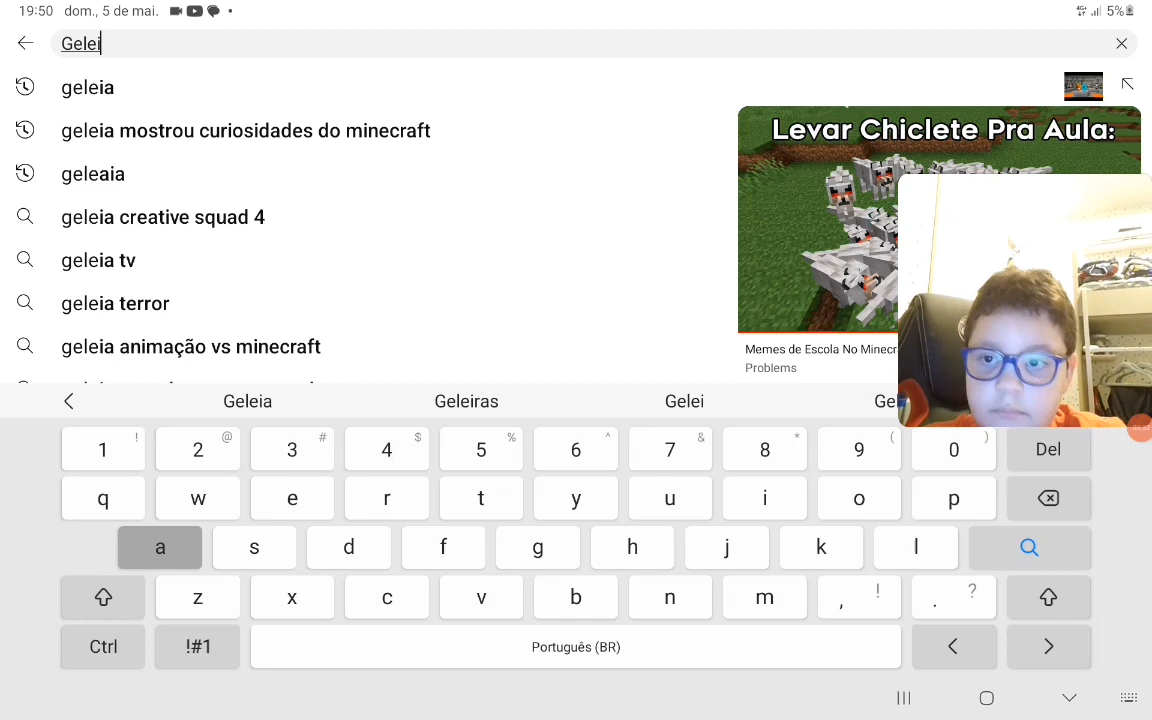 19:50 dom., 5 de mai. 5%
Gelei
geleia
geleia mostrou curiosidades do minecraft
geleaia
geleia creative squad 4
geleia tv
geleia terror
geleia animação vs minecraft
Levar Chiclete Pra Aula:
Memes de Escola No Minecr
Problems
Geleia Geleiras Gelei Ge
1 ! 2 @ 3 # 4 $ 5 % 6 ^ 7 & 8 * 9 ( 0 ) Del
q w e r t y u i o p
a s d f g h j k l
z x c v b n m , ! . ?
Ctrl !#1 Português (BR)